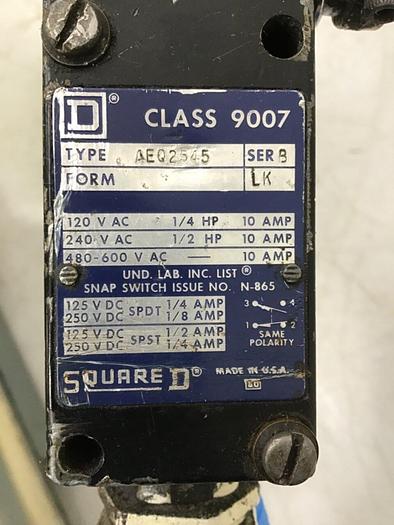 D® CLASS 9007
TYPE AEQ2545 SER B
FORM LK
120 V AC 1/4 HP 10 AMP
240 V AC 1/2 HP 10 AMP
480-600 V AC — 10 AMP
UND. LAB. INC. LIST®
SNAP SWITCH ISSUE NO. N-865
125 V DC SPDT 1/4 AMP
250 V DC 1/8 AMP
125 V DC SPST 1/2 AMP
250 V DC 1/4 AMP
3 4
1 2
SAME
POLARITY
SQUARE D® MADE IN U.S.A.